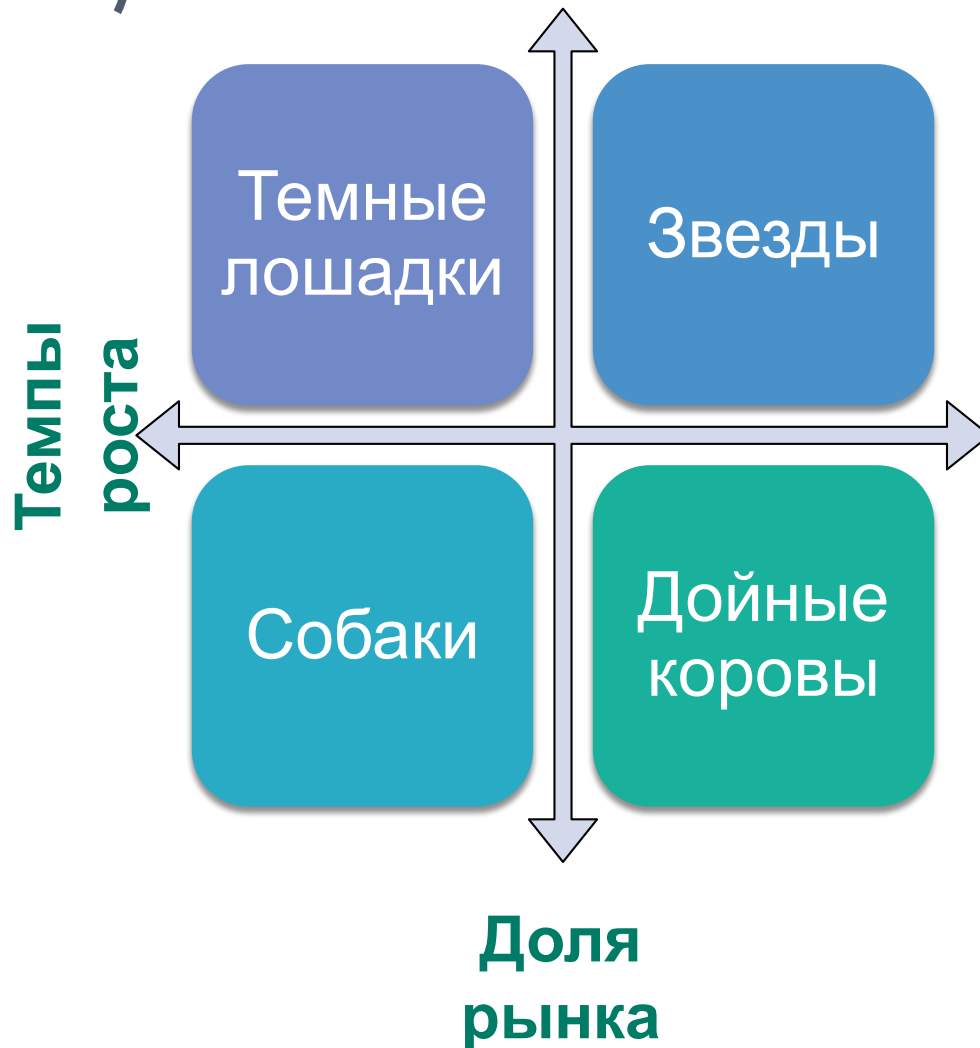 Темные
лошадки
Звезды
Темпы
роста
Собаки
Дойные
коровы
Доля
рынка